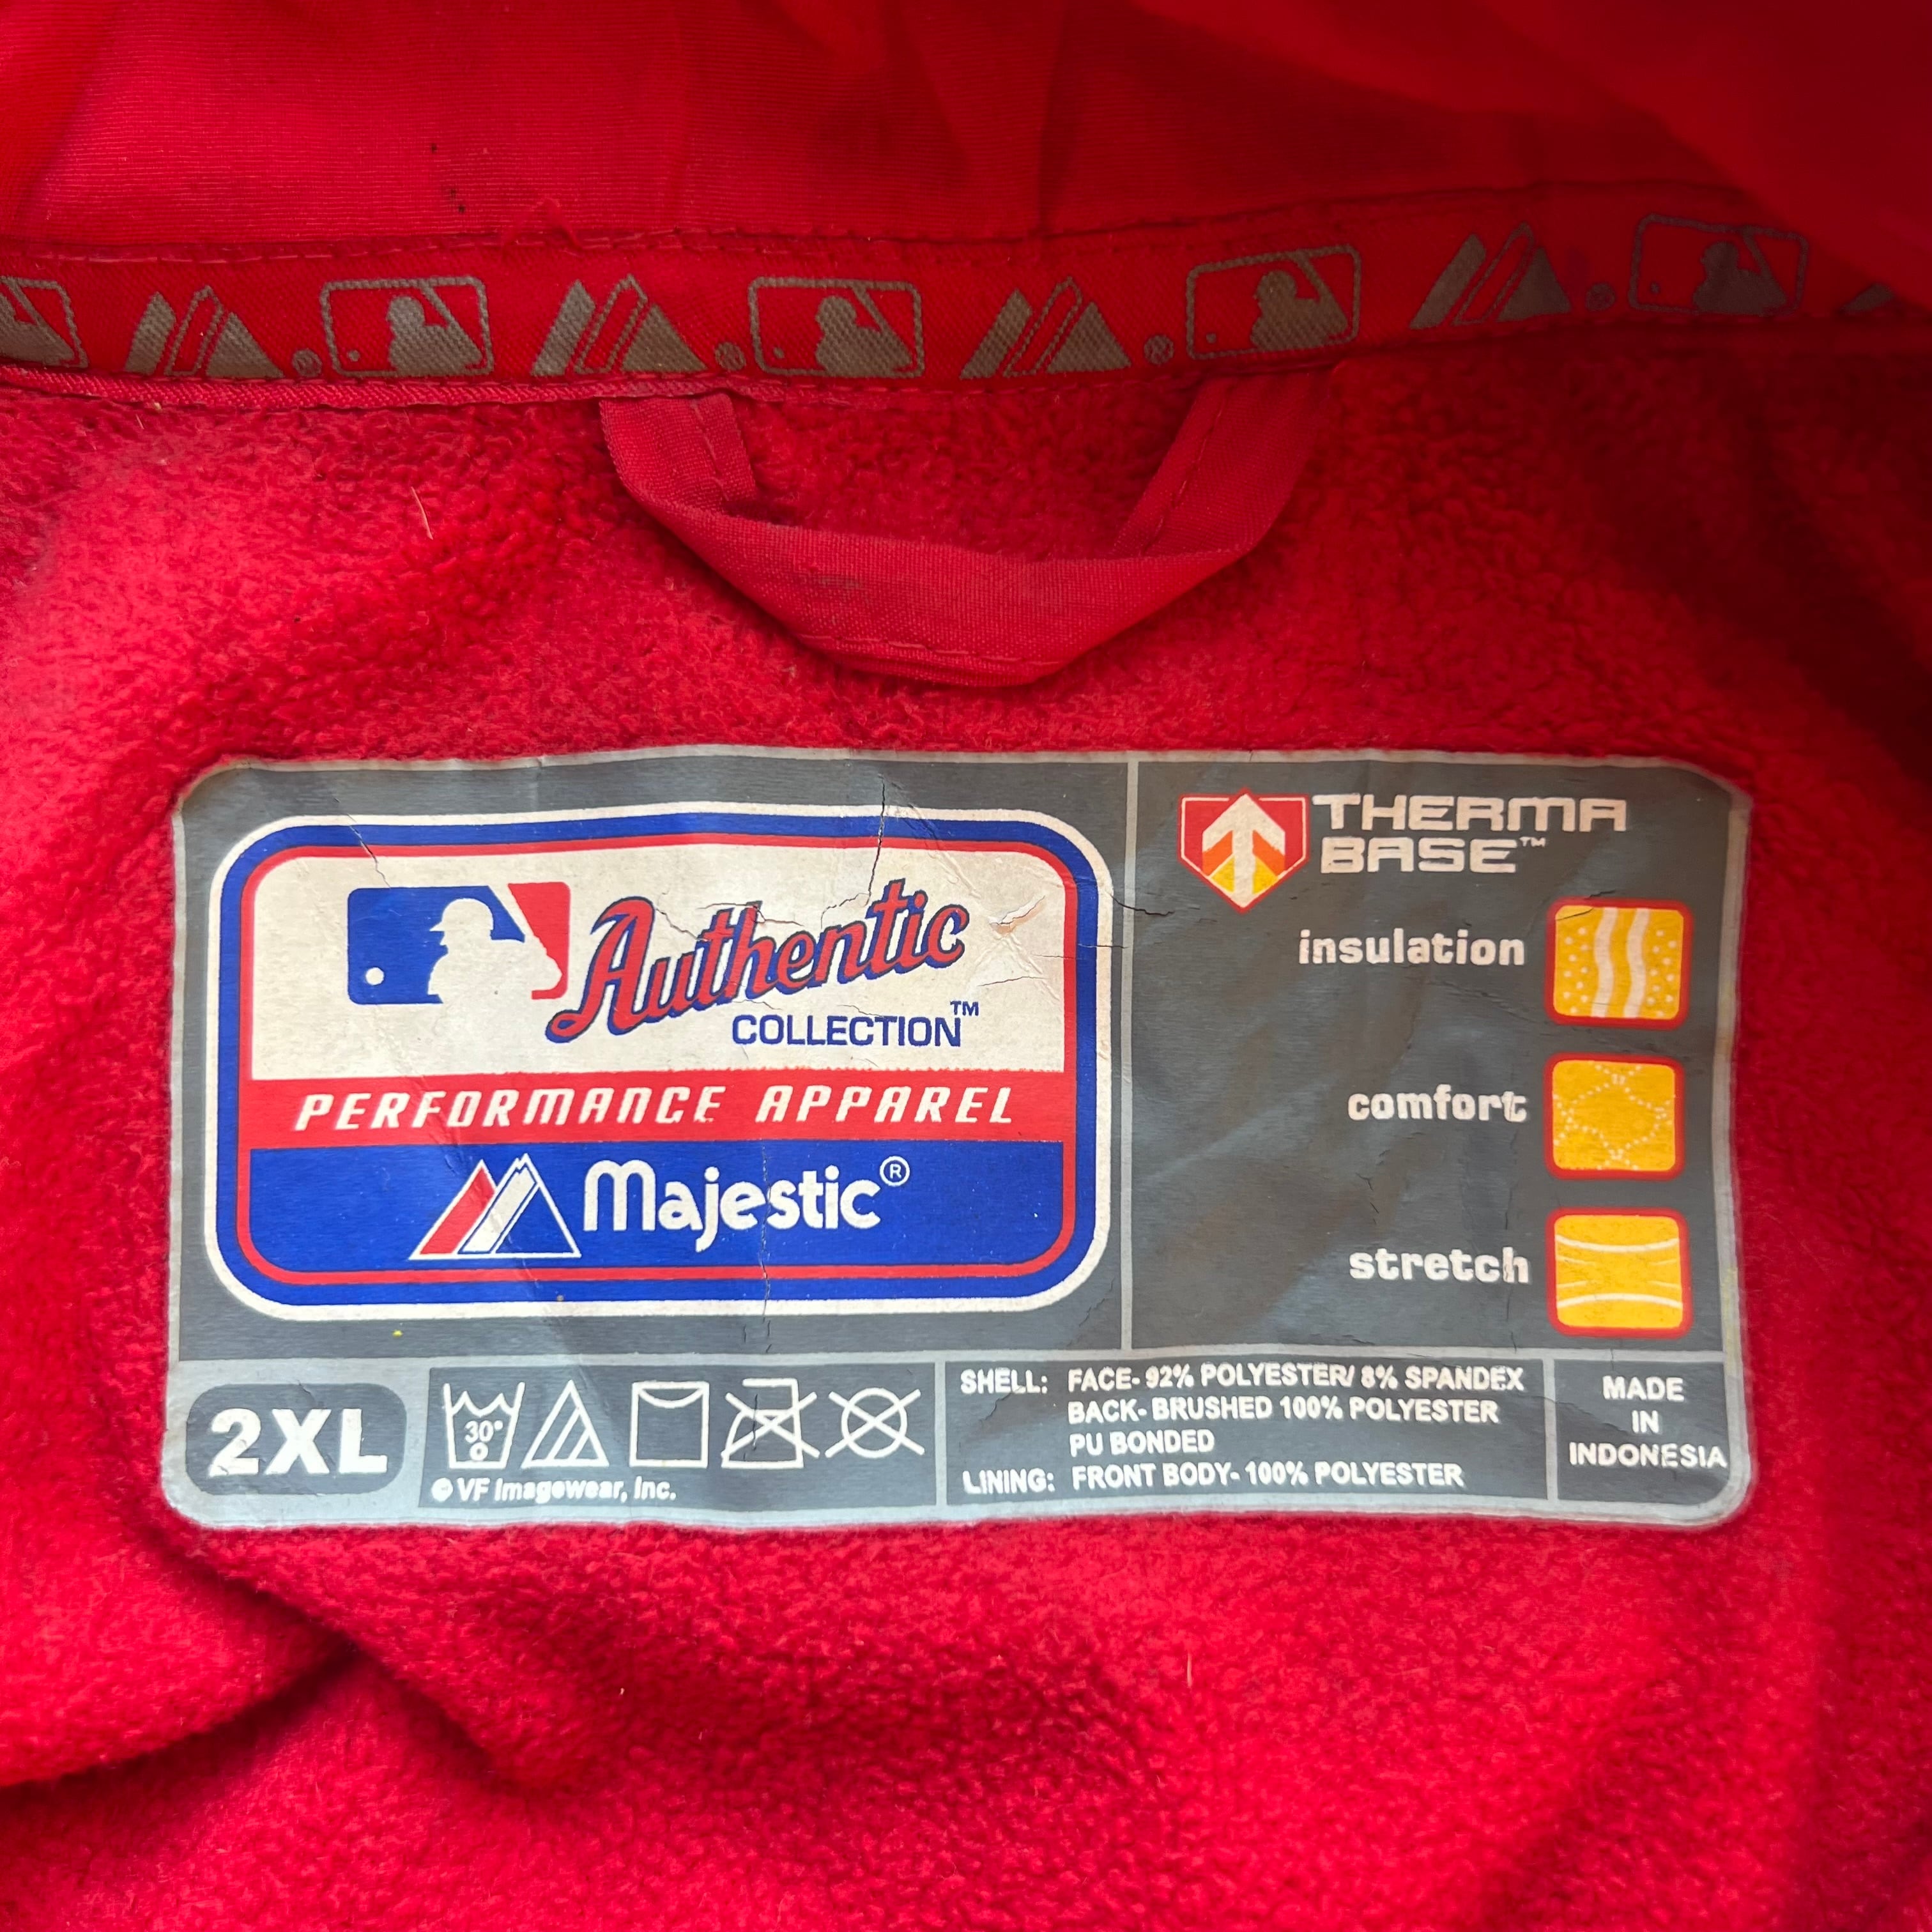 ® ® ® ®
Authentic
COLLECTION™
PERFORMANCE APPAREL
Majestic®
THERMA
BASE™
insulation
comfort
stretch
2XL
30°
© VF Imagewear, Inc.
SHELL: FACE- 92% POLYESTER/ 8% SPANDEX
BACK- BRUSHED 100% POLYESTER
PU BONDED
LINING: FRONT BODY- 100% POLYESTER
MADE
IN
INDONESIA